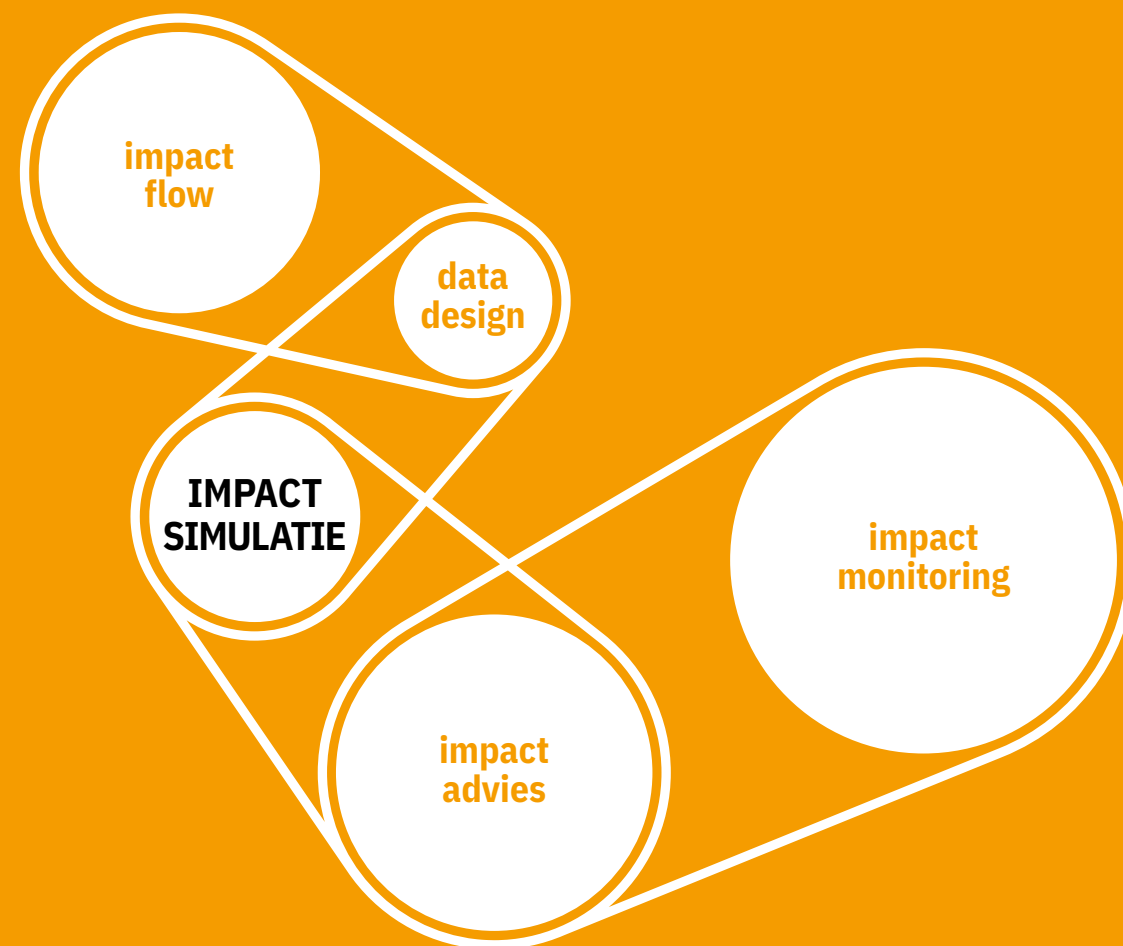 impact
flow
data
design
IMPACT
SIMULATIE
impact
monitoring
impact
advies